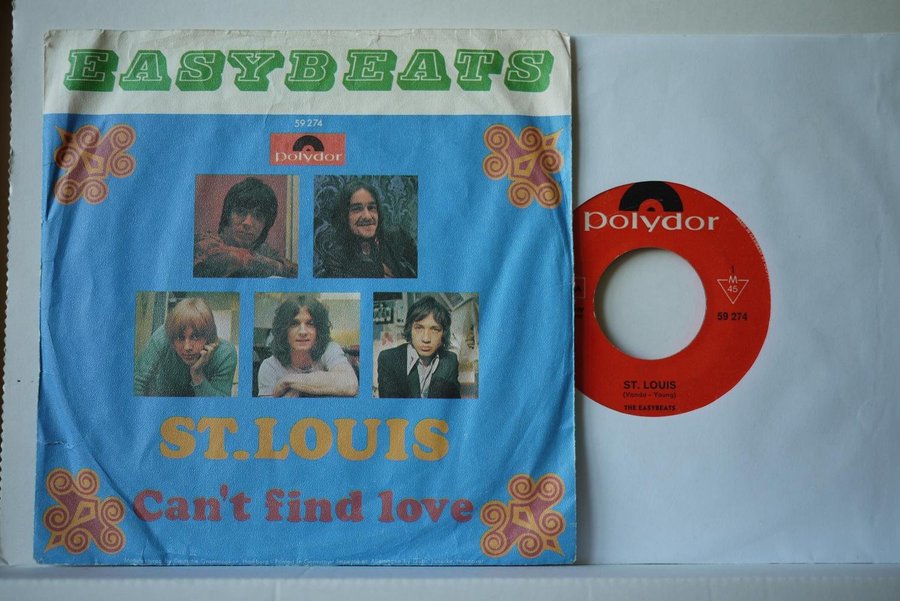 EASYBEATS
59 274
polydor
ST.LOUIS
Can't find love
polydor
1
M
45
59 274
ST. LOUIS
(Vanda - Young)
THE EASYBEATS